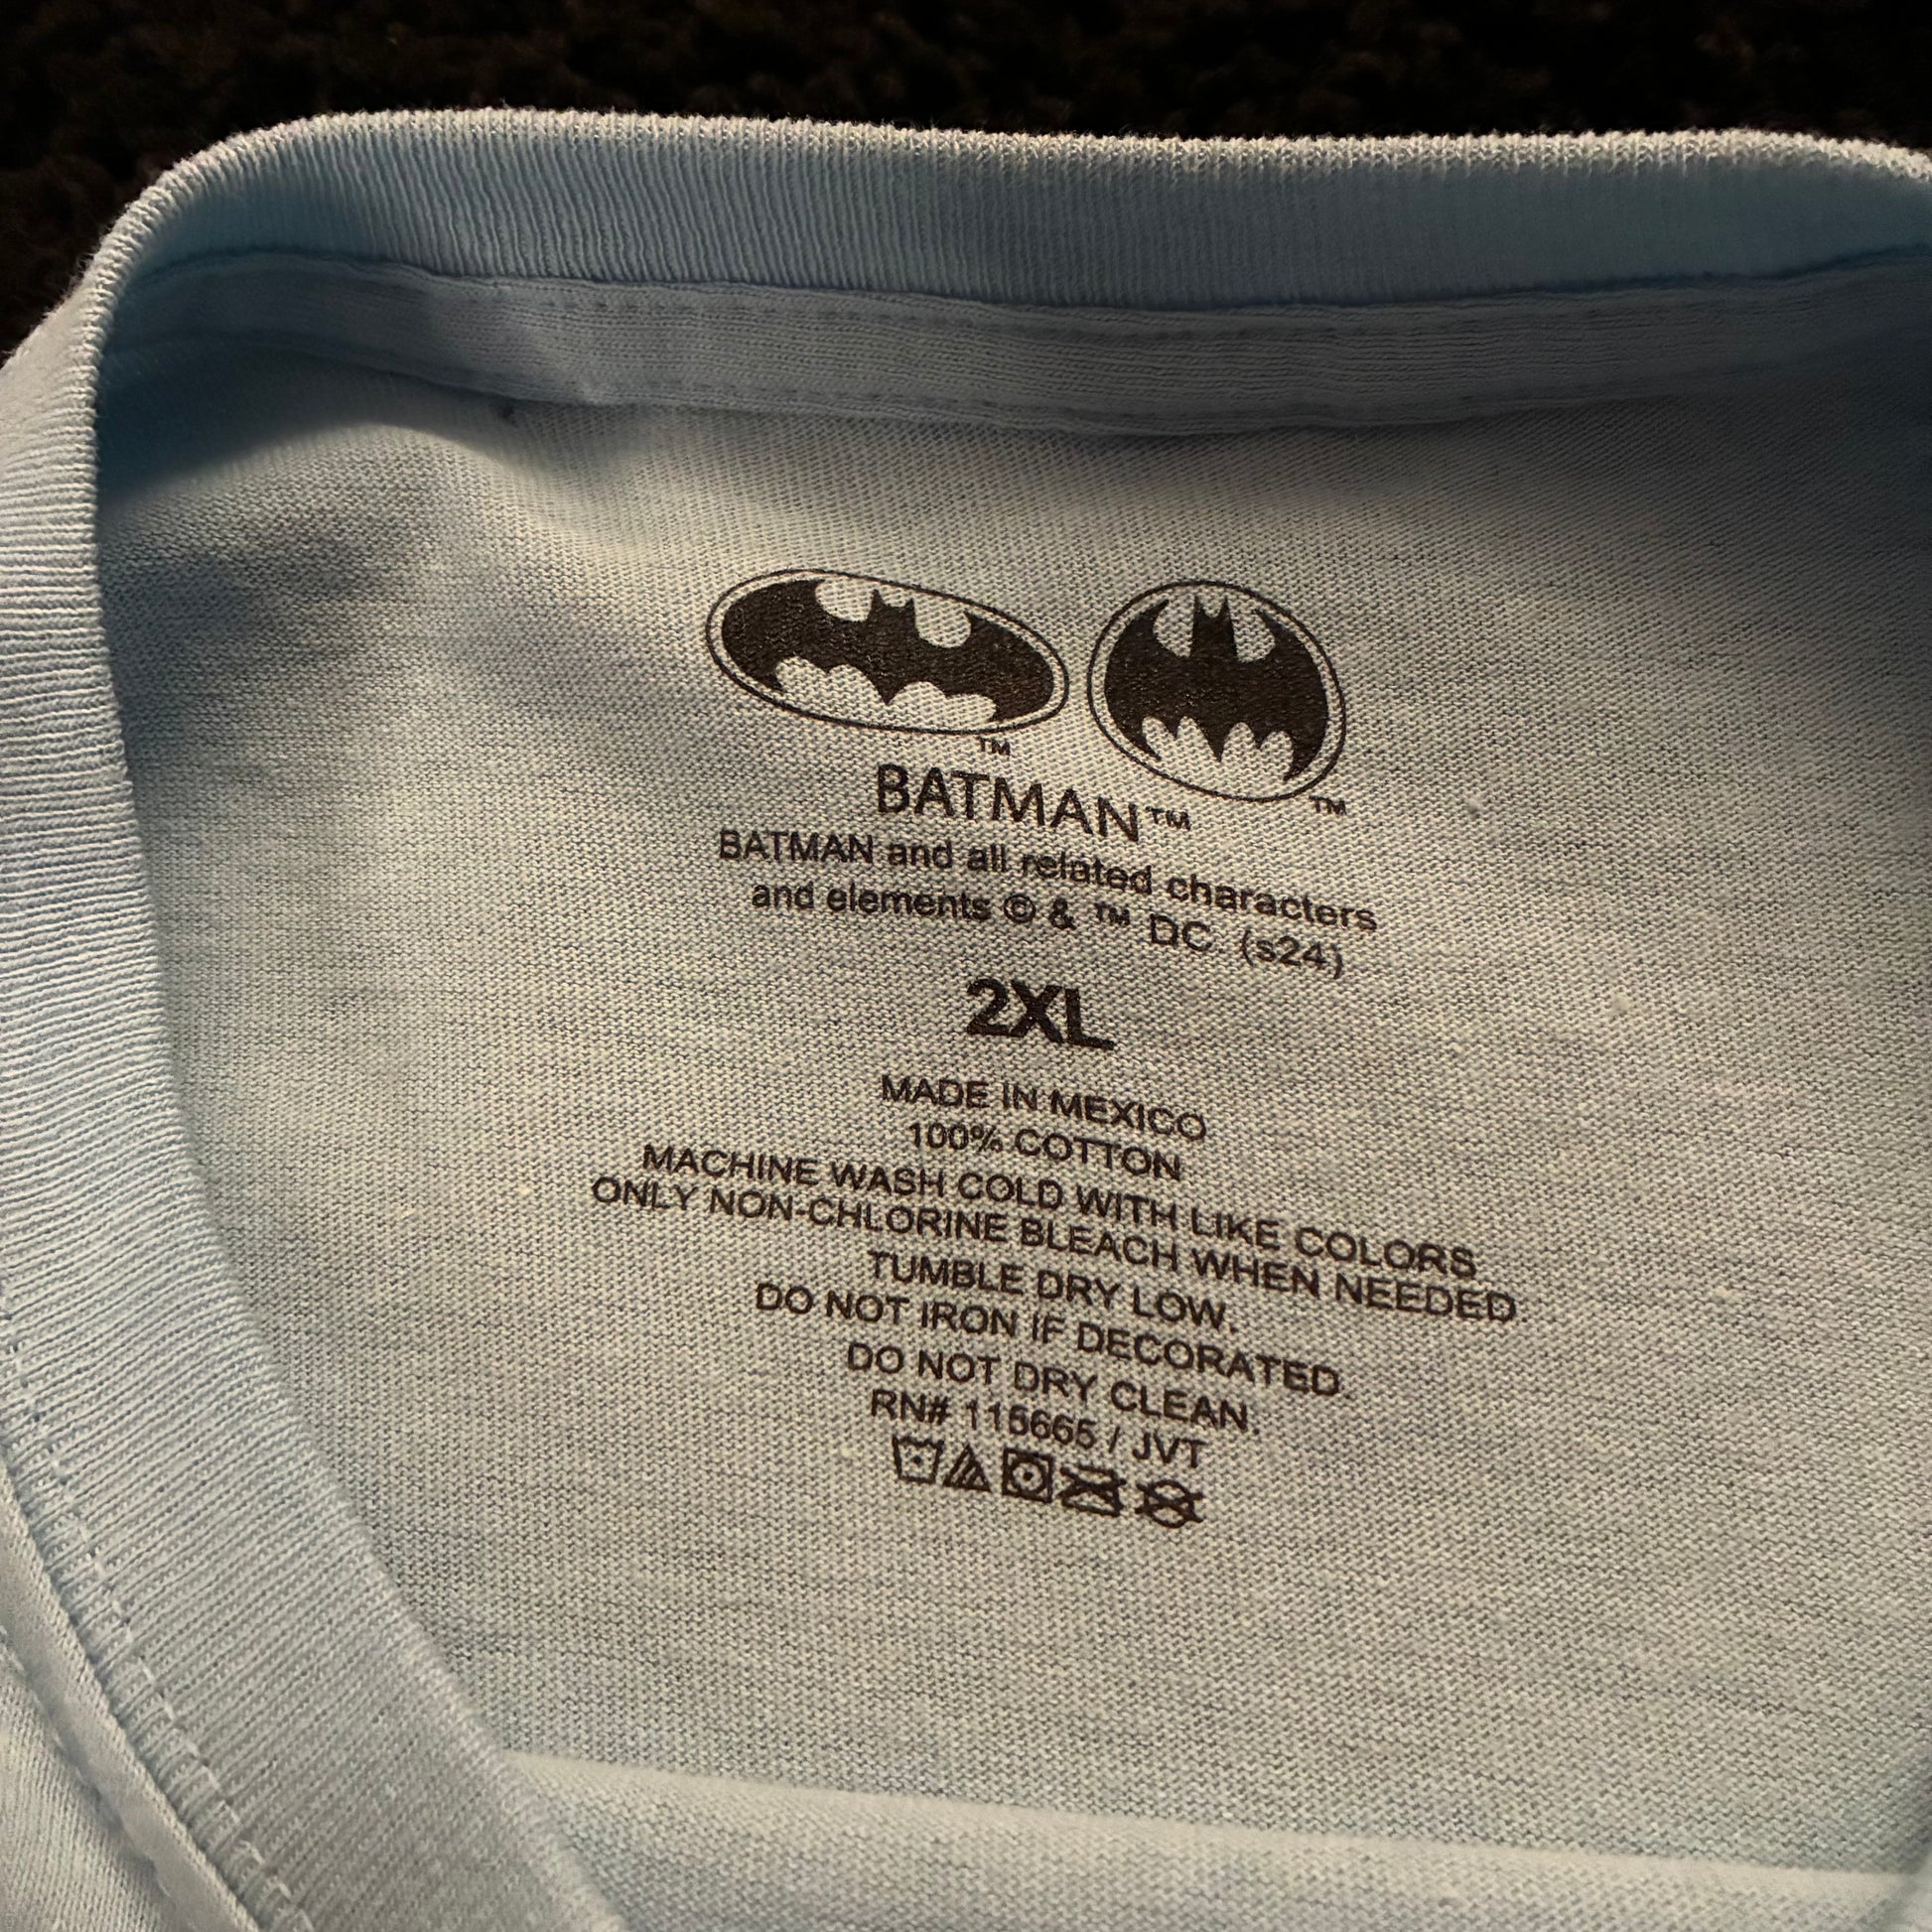 TM
TM
BATMAN™
BATMAN and all related characters
and elements © & ™ DC. (s24)
2XL
MADE IN MEXICO
100% COTTON
MACHINE WASH COLD WITH LIKE COLORS
ONLY NON-CHLORINE BLEACH WHEN NEEDED.
TUMBLE DRY LOW.
DO NOT IRON IF DECORATED.
DO NOT DRY CLEAN.
RN# 115665 / JVT